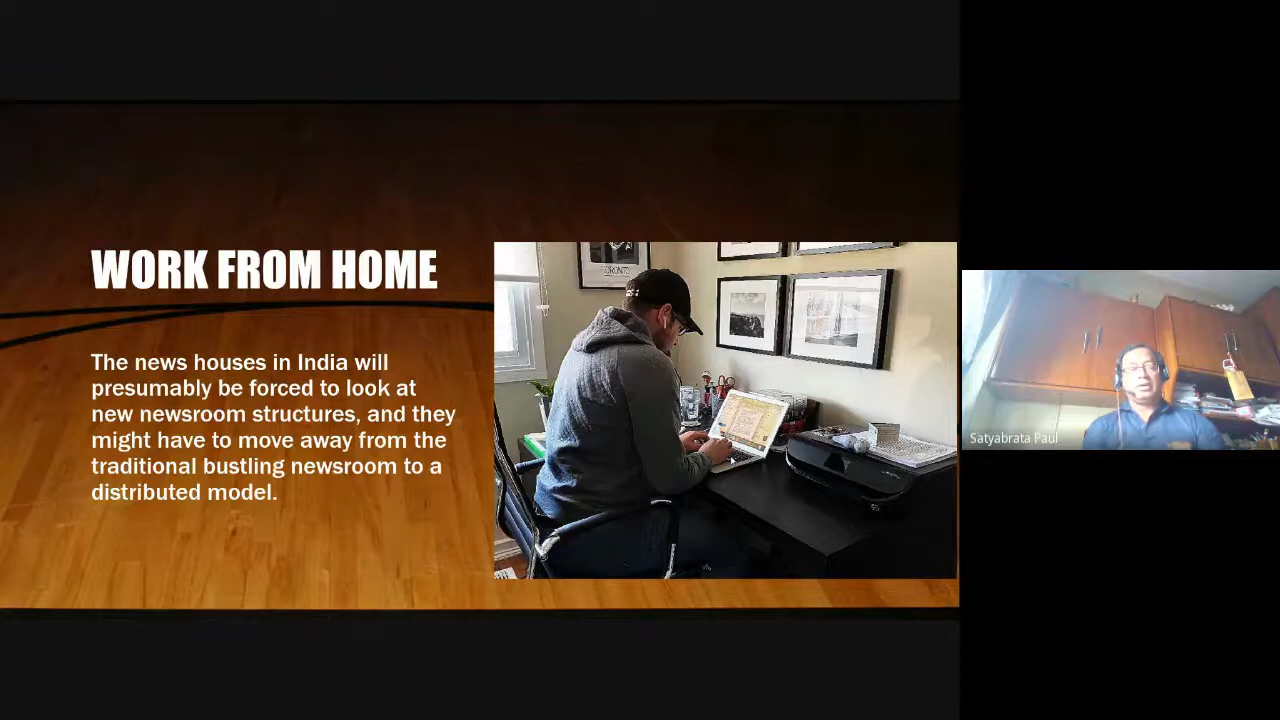 WORK FROM HOME
The news houses in India will
presumably be forced to look at
new newsroom structures, and they
might have to move away from the
traditional bustling newsroom to a
distributed model.
TORONTO
Satyabrata Paul